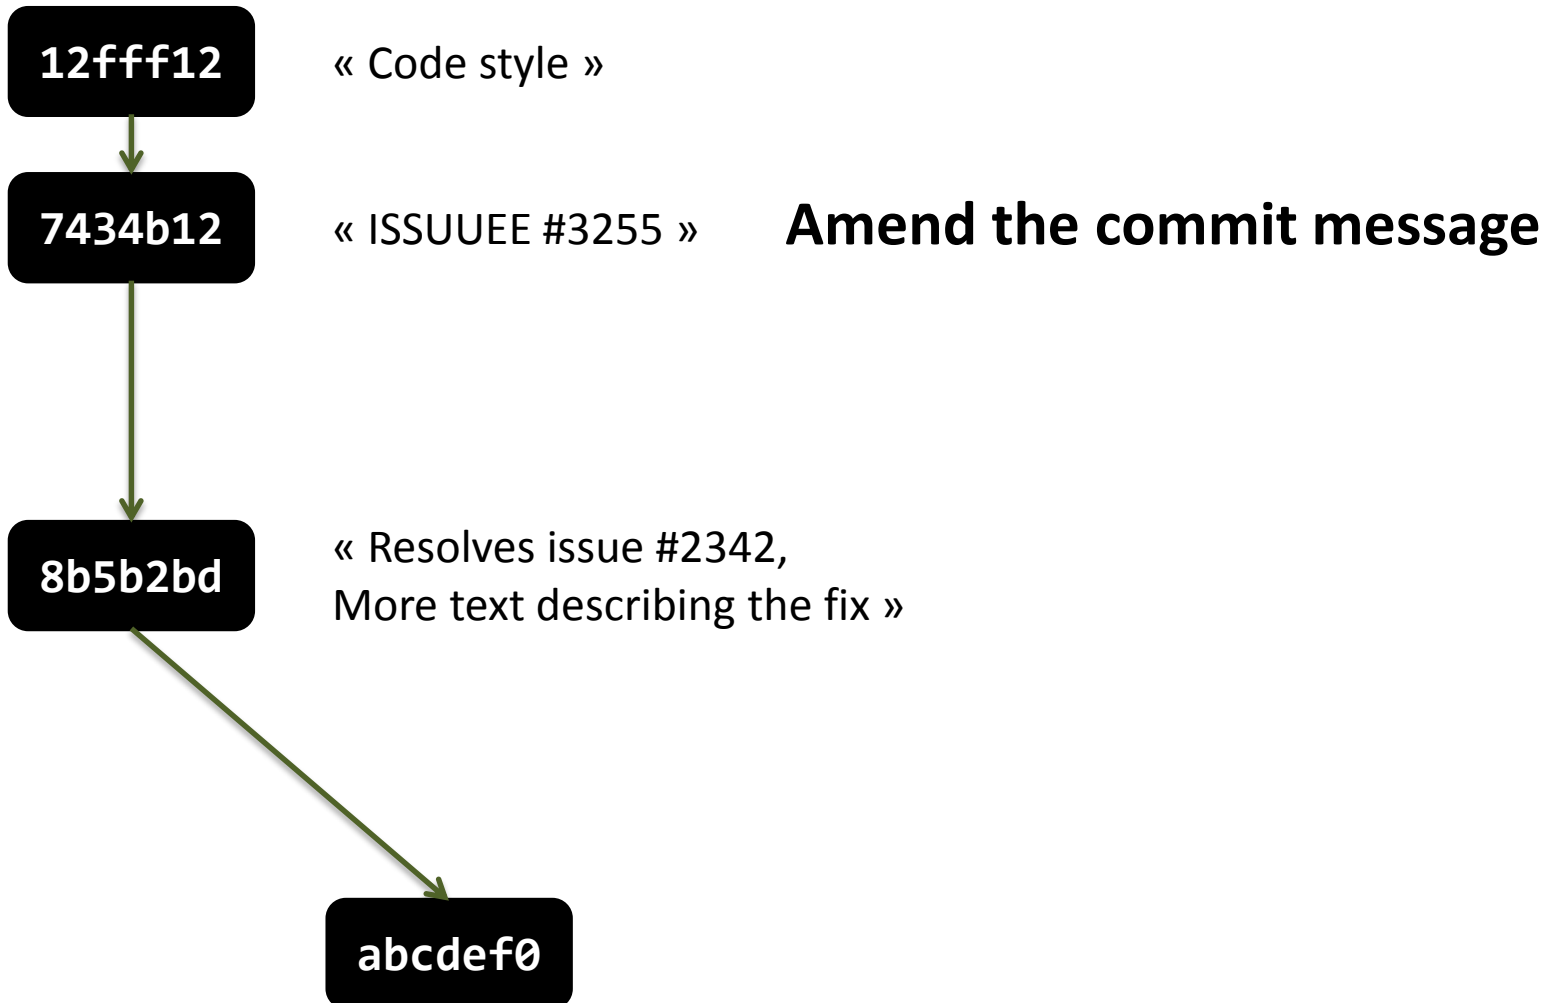 12fff12 « Code style »
7434b12 « ISSUUEE #3255 » Amend the commit message
8b5b2bd « Resolves issue #2342,
More text describing the fix »
abcdef0